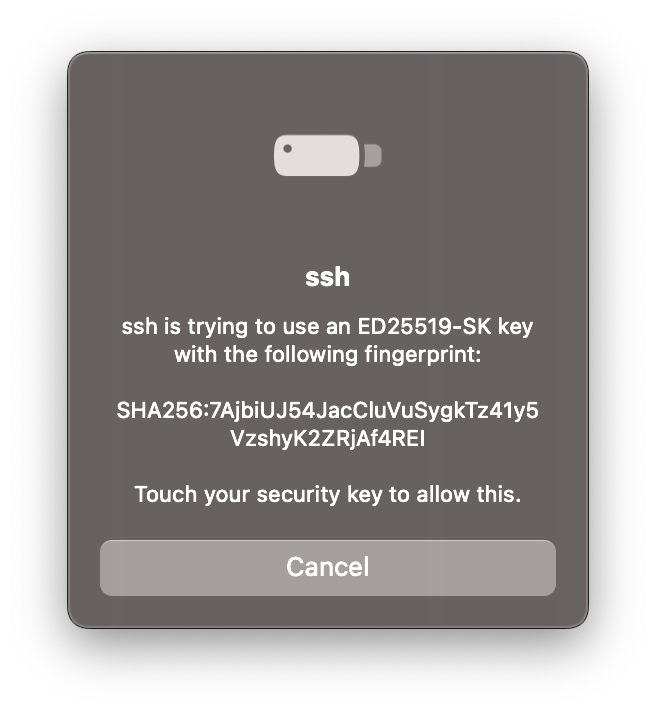 ssh
ssh is trying to use an ED25519-SK key
with the following fingerprint:
SHA256:7AjbiUJ54JacCluVuSygkTz41y5
VzshyK2ZRjAf4REI
Touch your security key to allow this.
Cancel